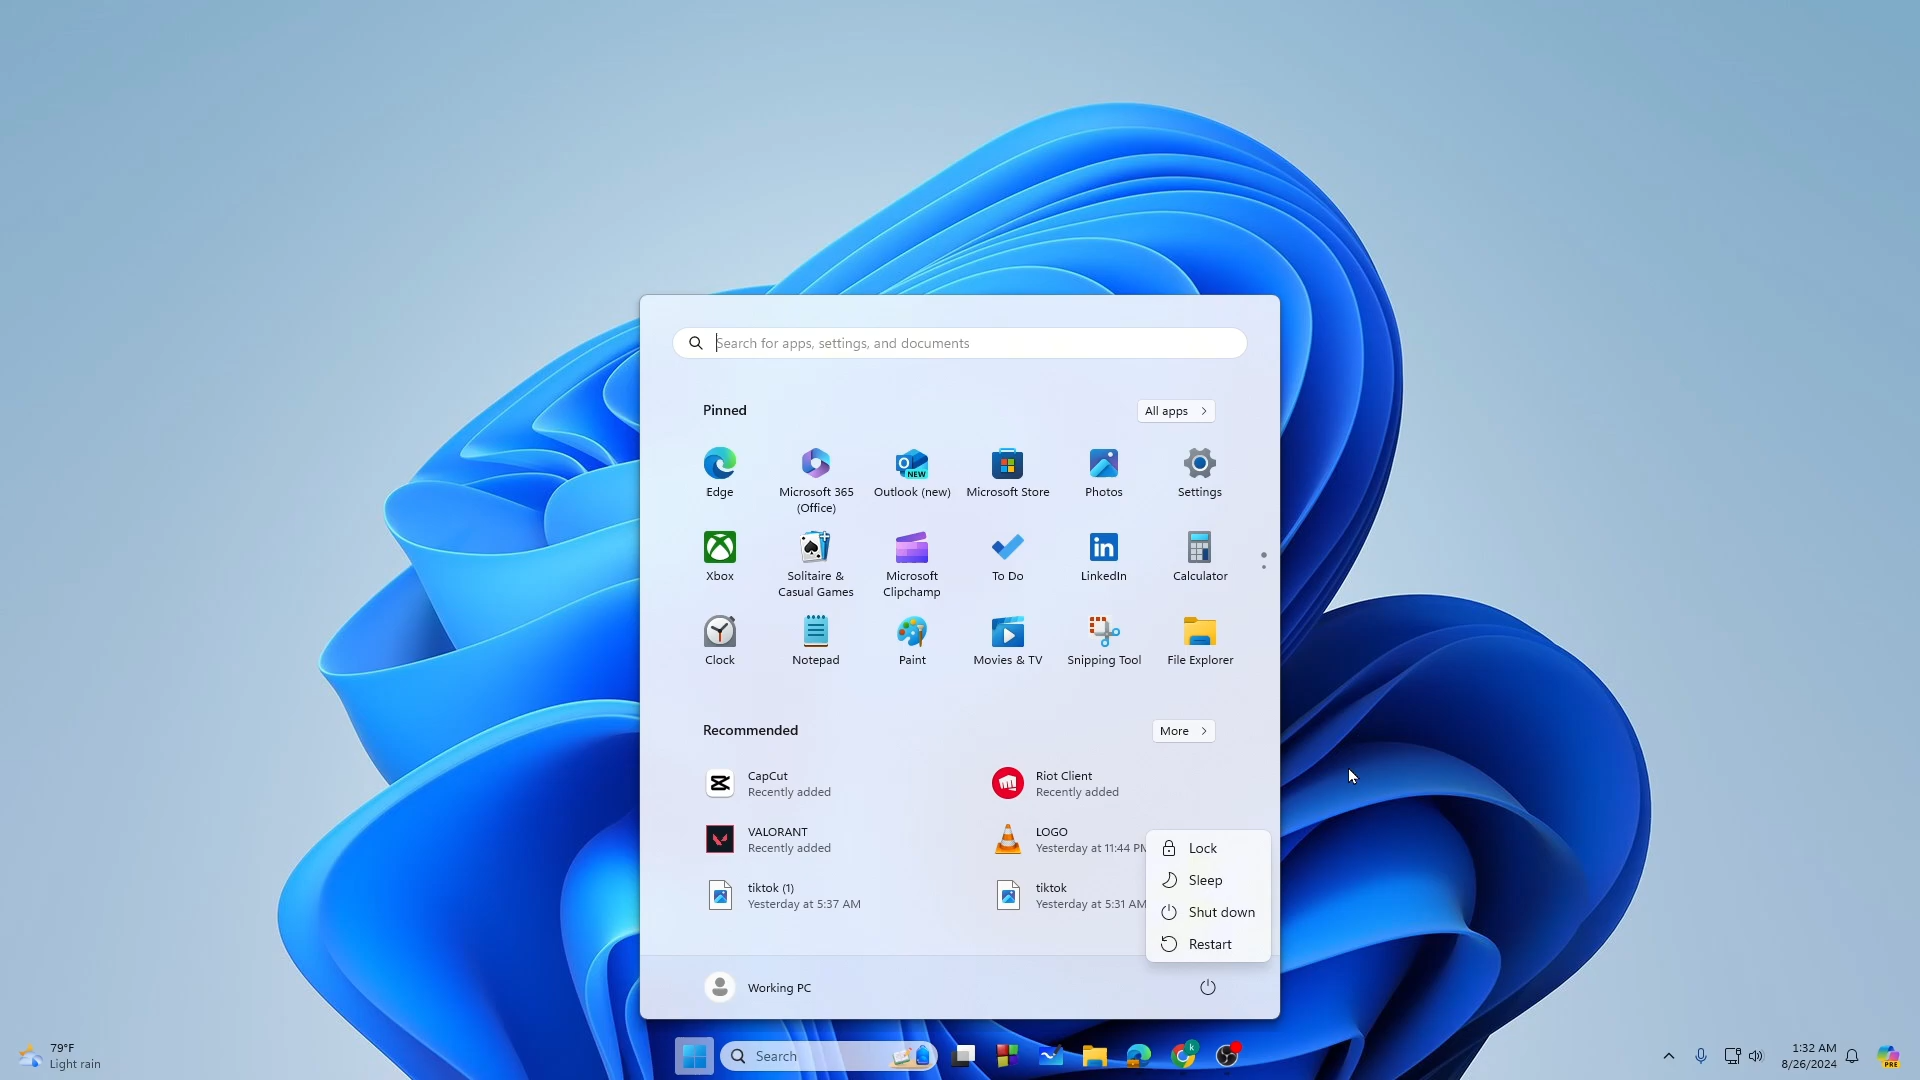 Search for apps, settings, and documents
Pinned
All apps
Edge
Microsoft 365
(Office)
Outlook (new)
NEW
Microsoft Store
Photos
Settings
Xbox
Solitaire &
Casual Games
Microsoft
Clipchamp
To Do
LinkedIn
Calculator
Clock
Notepad
Paint
Movies & TV
Snipping Tool
File Explorer
Recommended
More
CapCut
Recently added
Riot Client
Recently added
VALORANT
Recently added
LOGO
Yesterday at 11:44 PM
tiktok (1)
Yesterday at 5:37 AM
tiktok
Yesterday at 5:31 AM
Lock
Sleep
Shut down
Restart
Working PC
79°F
Light rain
Search
k
1:32 AM
8/26/2024
PRE